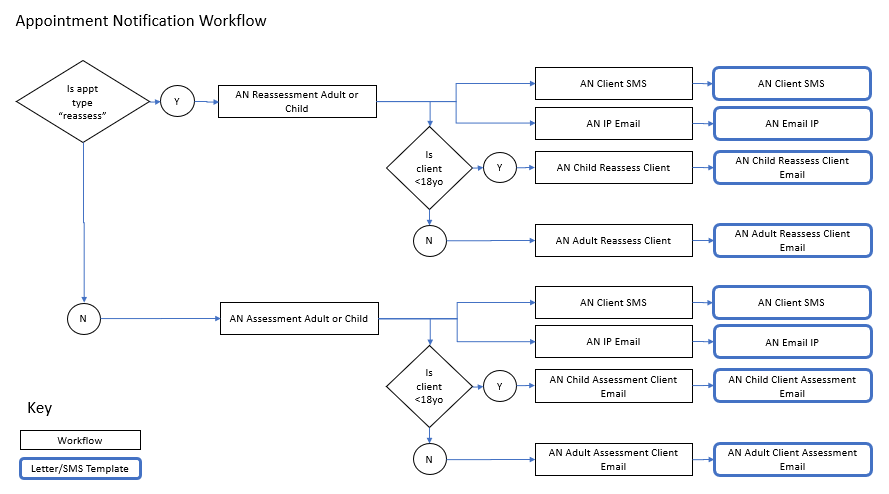 Appointment Notification Workflow
Is appt
type
“reassess”
Y
AN Reassessment Adult or
Child
AN Client SMS
AN Client SMS
AN IP Email
AN Email IP
Is
client
<18yo
Y
AN Child Reassess Client
AN Child Reassess Client
Email
N
AN Adult Reassess Client
AN Adult Reassess Client
Email
N
AN Assessment Adult or Child
AN Client SMS
AN Client SMS
AN IP Email
AN Email IP
Is
client
<18yo
Y
AN Child Assessment Client
Email
AN Child Client Assessment
Email
N
AN Adult Assessment Client
Email
AN Adult Client Assessment
Email
Key
Workflow
Letter/SMS Template